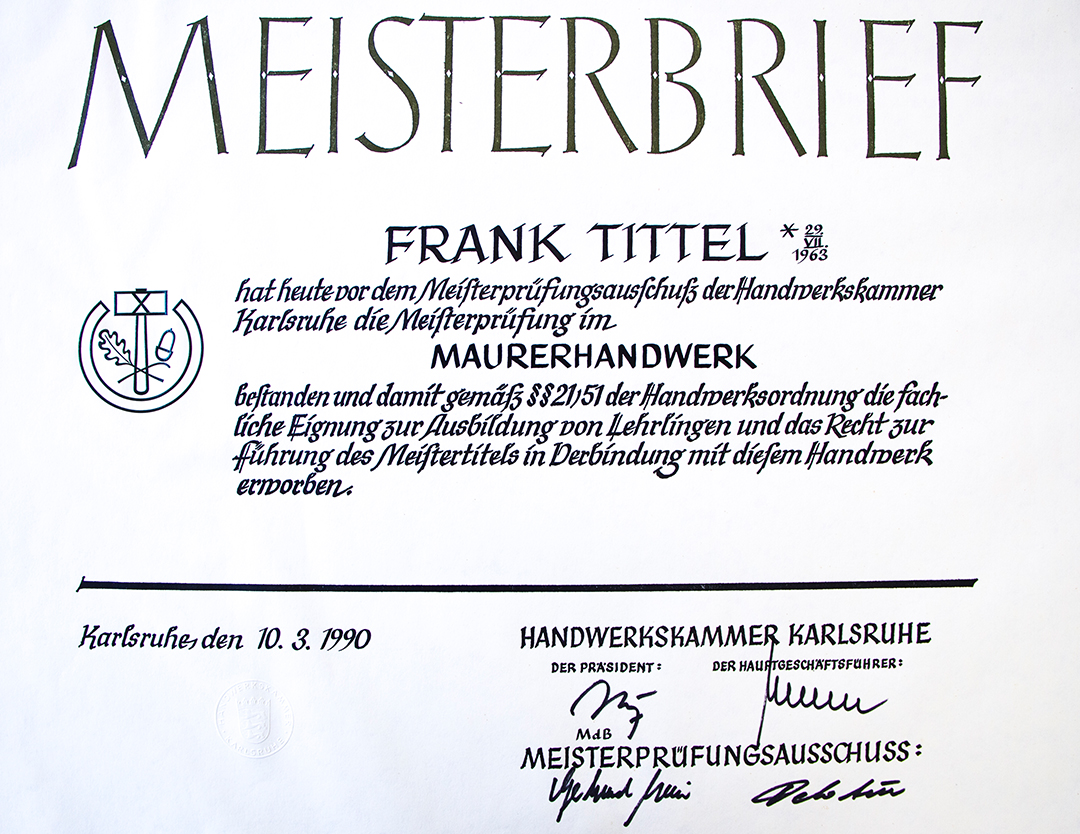 MEISTERBRIEF
FRANK TITTEL * 29. VII. 1963
hat heute vor dem Meiſterprüfungsausſchuß der Handwerkskammer
Karlsruhe die Meiſterprüfung im
MAURERHANDWERK
beſtanden und damit gemäß §§ 21, 51 der Handwerksordnung die fach-
liche Eignung zur Ausbildung von Lehrlingen und das Recht zur
Führung des Meiſtertitels in Verbindung mit dieſem Handwerk
erworben.
Karlsruhe, den 10. 3. 1990
HANDWERKSKAMMER KARLSRUHE
DER PRÄSIDENT: DER HAUPTGESCHÄFTSFÜHRER:
MdB
MEISTERPRÜFUNGSAUSSCHUSS: